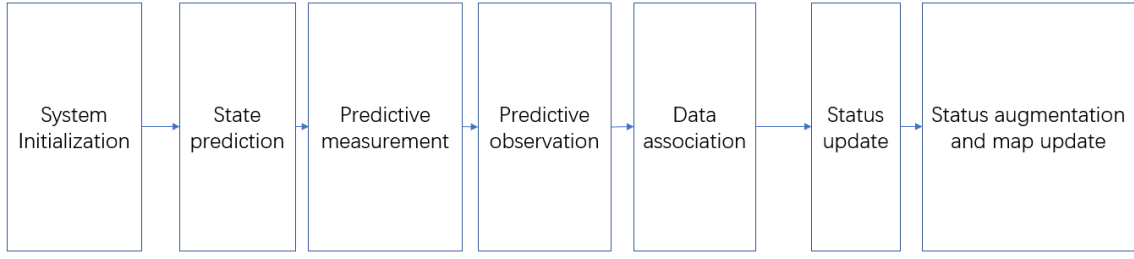 System
Initialization
State
prediction
Predictive
measurement
Predictive
observation
Data
association
Status
update
Status augmentation
and map update